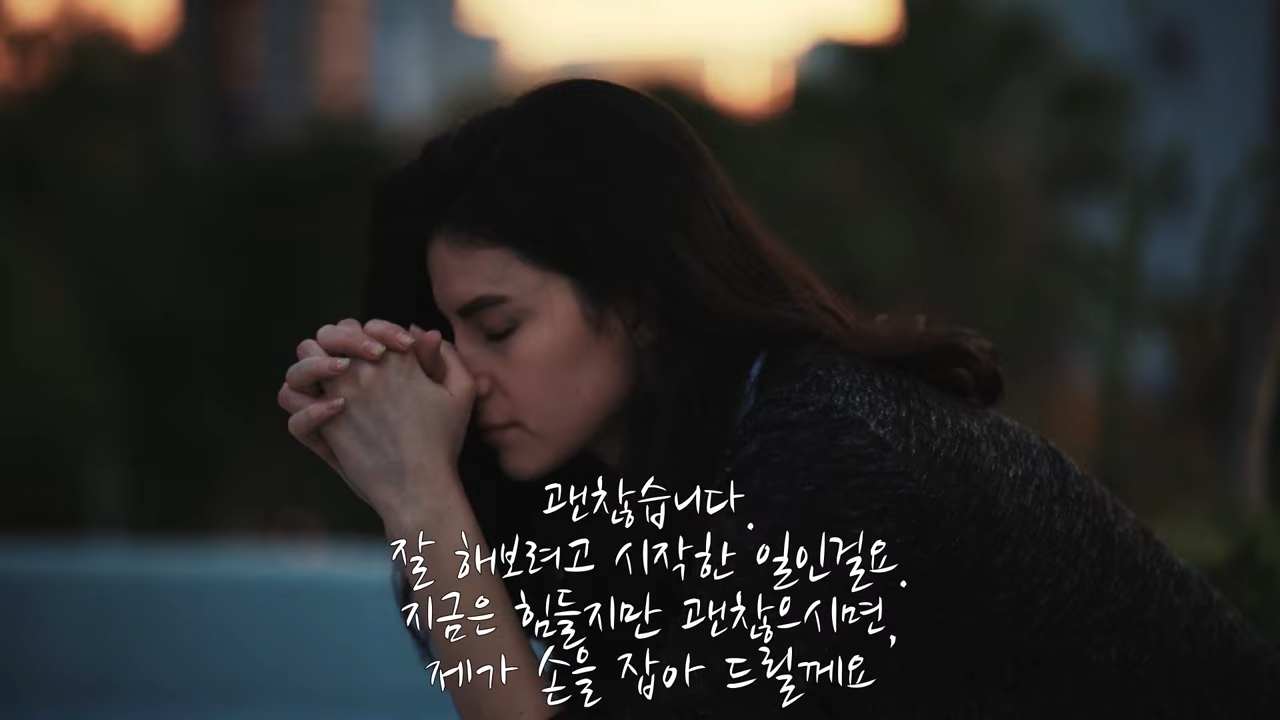 괜찮습니다.
잘 해보려고 시작한 일인걸요.
지금은 힘들지만 괜찮으시면,
제가 손을 잡아 드릴께요